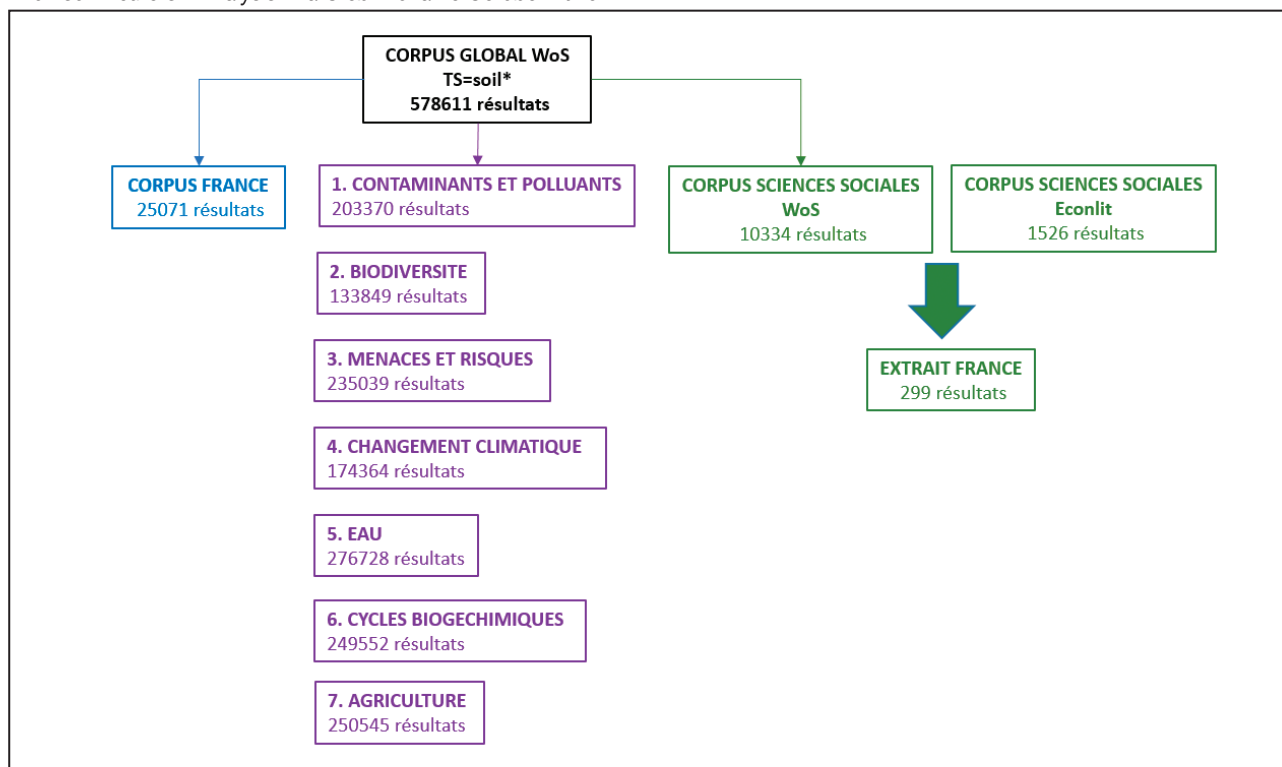 CORPUS GLOBAL WoS
TS=soil*
578611 résultats
CORPUS FRANCE
25071 résultats
1. CONTAMINANTS ET POLLUANTS
203370 résultats
CORPUS SCIENCES SOCIALES
WoS
10334 résultats
CORPUS SCIENCES SOCIALES
Econlit
1526 résultats
2. BIODIVERSITE
133849 résultats
3. MENACES ET RISQUES
235039 résultats
EXTRAIT FRANCE
299 résultats
4. CHANGEMENT CLIMATIQUE
174364 résultats
5. EAU
276728 résultats
6. CYCLES BIOGECHIMIQUES
249552 résultats
7. AGRICULTURE
250545 résultats